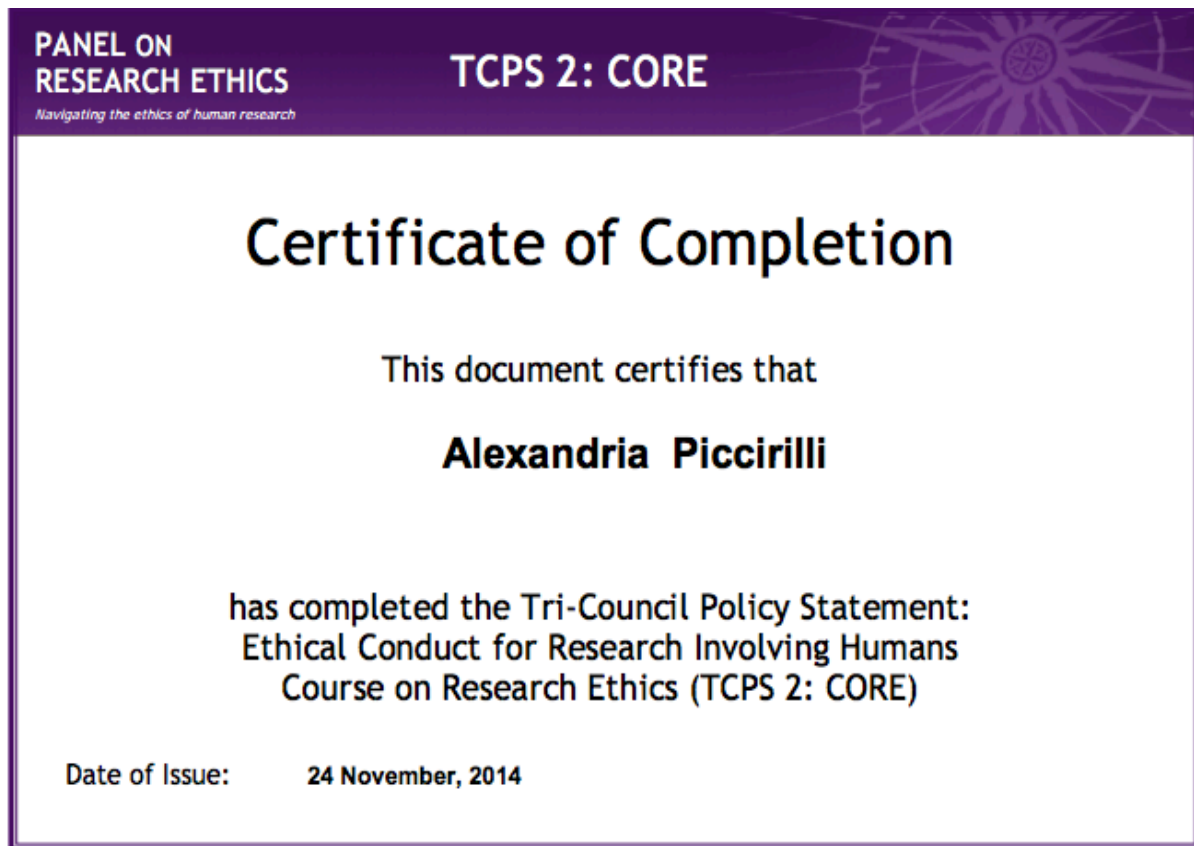 PANEL ON
RESEARCH ETHICS
Navigating the ethics of human research
TCPS 2: CORE
Certificate of Completion
This document certifies that
Alexandria Piccirilli
has completed the Tri-Council Policy Statement:
Ethical Conduct for Research Involving Humans
Course on Research Ethics (TCPS 2: CORE)
Date of Issue: 24 November, 2014